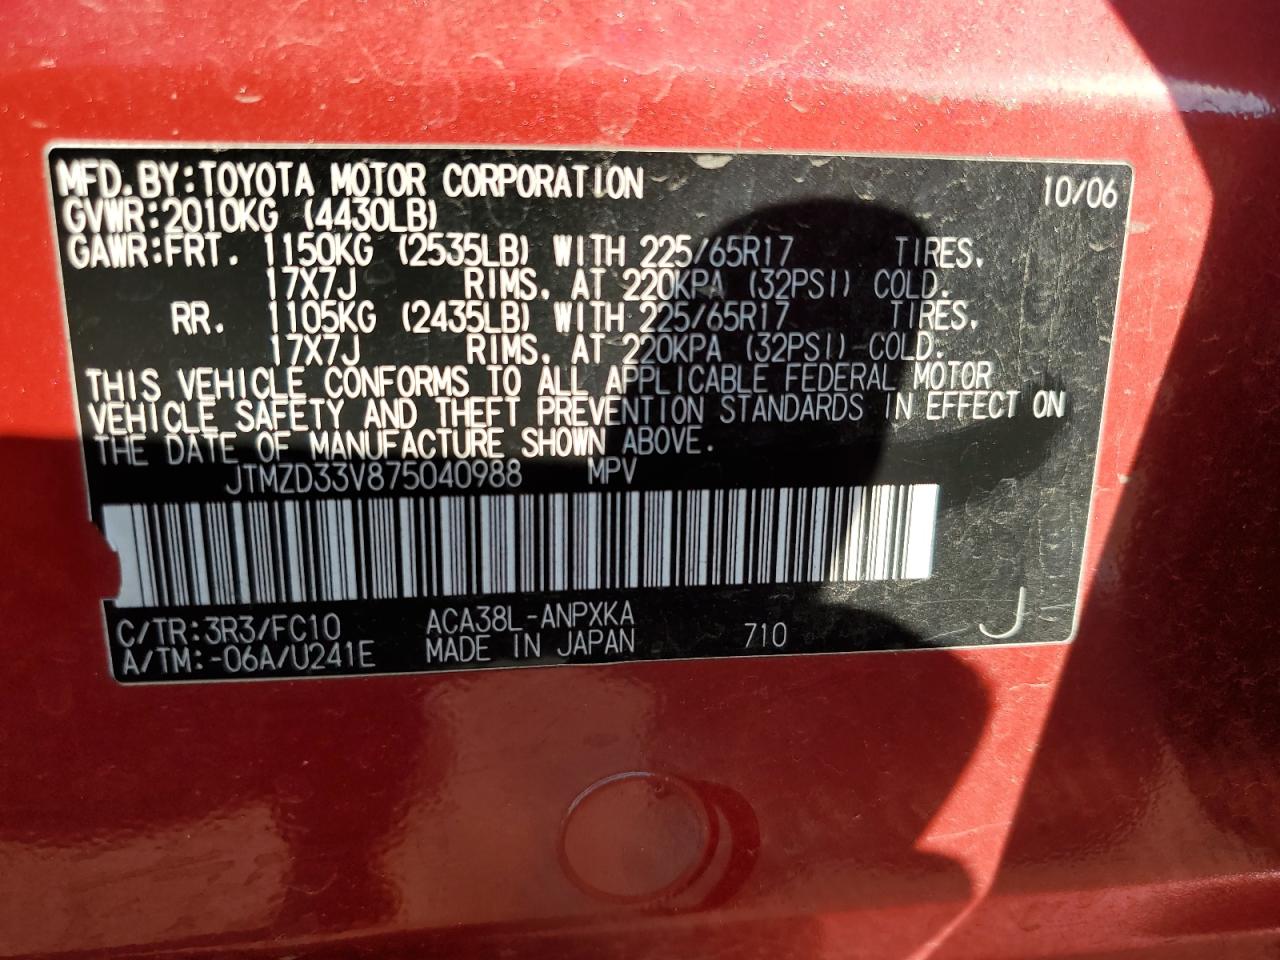 MFD.BY:TOYOTA MOTOR CORPORATION 10/06
GVWR:2010KG (4430LB)
GAWR:FRT. 1150KG (2535LB) WITH 225/65R17 TIRES,
17X7J RIMS, AT 220KPA (32PSI) COLD.
RR. 1105KG (2435LB) WITH 225/65R17 TIRES,
17X7J RIMS, AT 220KPA (32PSI) COLD.
THIS VEHICLE CONFORMS TO ALL APPLICABLE FEDERAL MOTOR
VEHICLE SAFETY AND THEFT PREVENTION STANDARDS IN EFFECT ON
THE DATE OF MANUFACTURE SHOWN ABOVE.
JTMZD33V875040988 MPV
C/TR:3R3/FC10 ACA38L-ANPXKA
A/TM:-06A/U241E MADE IN JAPAN 710 J